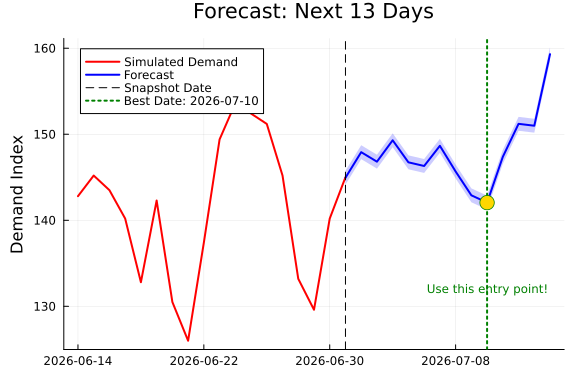 Forecast: Next 13 Days
160
150
140
130
Demand Index
Simulated Demand
Forecast
Snapshot Date
Best Date: 2026-07-10
Use this entry point!
2026-06-14
2026-06-22
2026-06-30
2026-07-08